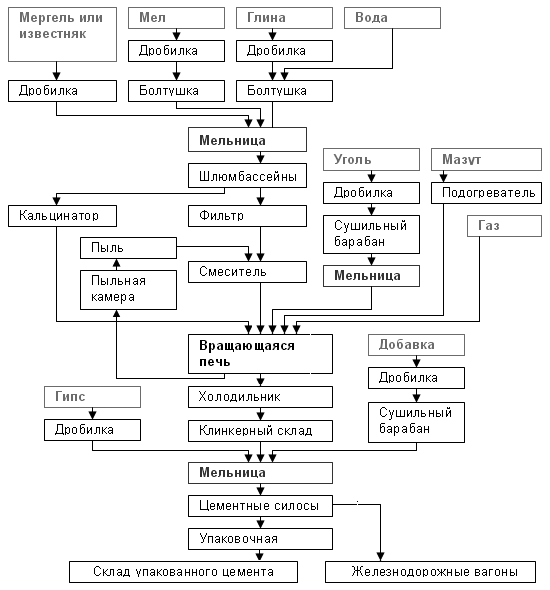 Мергель или
известняк
Мел
Глина
Вода
Дробилка
Дробилка
Дробилка
Болтушка
Болтушка
Мельница
Шлюмбассейны
Уголь
Мазут
Дробилка
Подогреватель
Кальцинатор
Фильтр
Сушильный
барабан
Газ
Пыль
Пыльная
камера
Смеситель
Мельница
Вращающаяся
печь
Добавка
Дробилка
Гипс
Холодильник
Дробилка
Клинкерный склад
Сушильный
барабан
Мельница
Цементные силосы
Упаковочная
Склад упакованного цемента
Железнодорожные вагоны